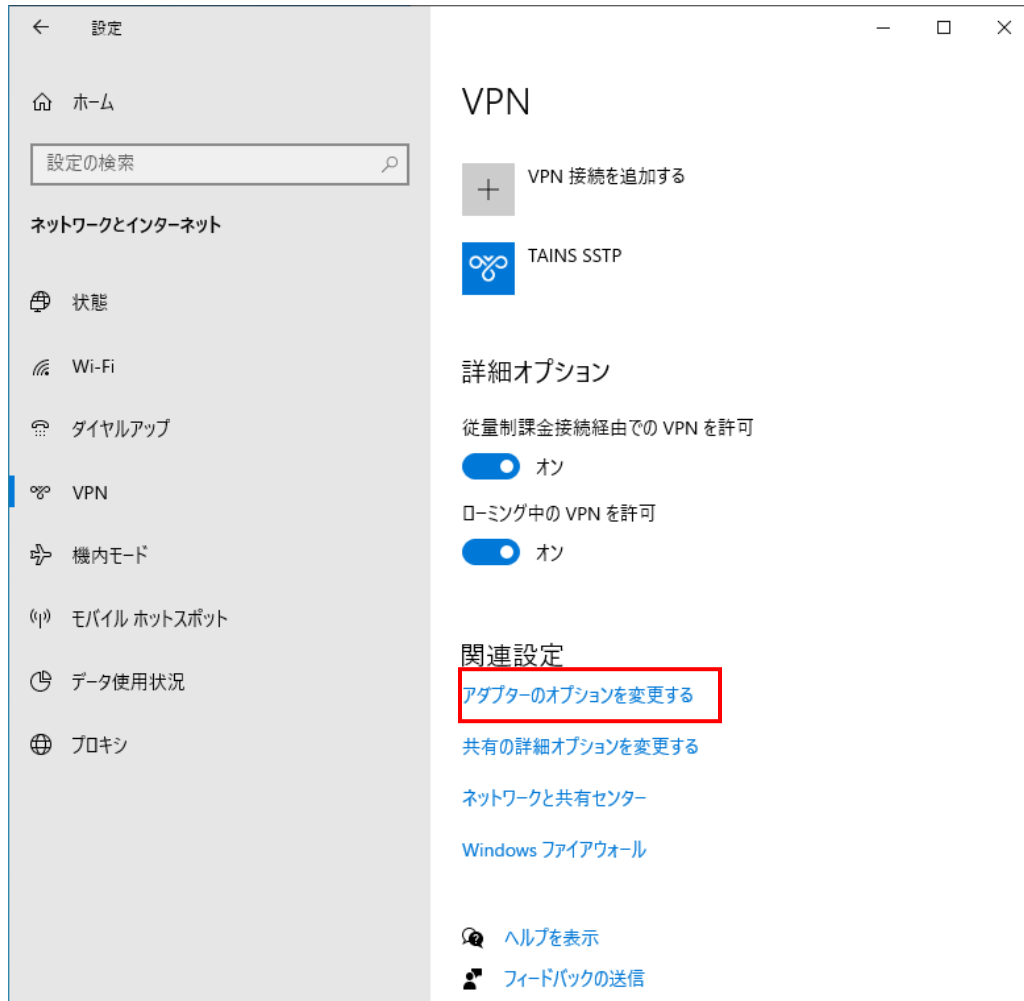 設定
ホーム
設定の検索
ネットワークとインターネット
状態
Wi-Fi
ダイヤルアップ
VPN
機内モード
モバイル ホットスポット
データ使用状況
プロキシ
VPN
VPN 接続を追加する
TAINS SSTP
詳細オプション
従量制課金接続経由での VPN を許可
オン
ローミング中の VPN を許可
オン
関連設定
アダプターのオプションを変更する
共有の詳細オプションを変更する
ネットワークと共有センター
Windows ファイアウォール
ヘルプを表示
フィードバックの送信